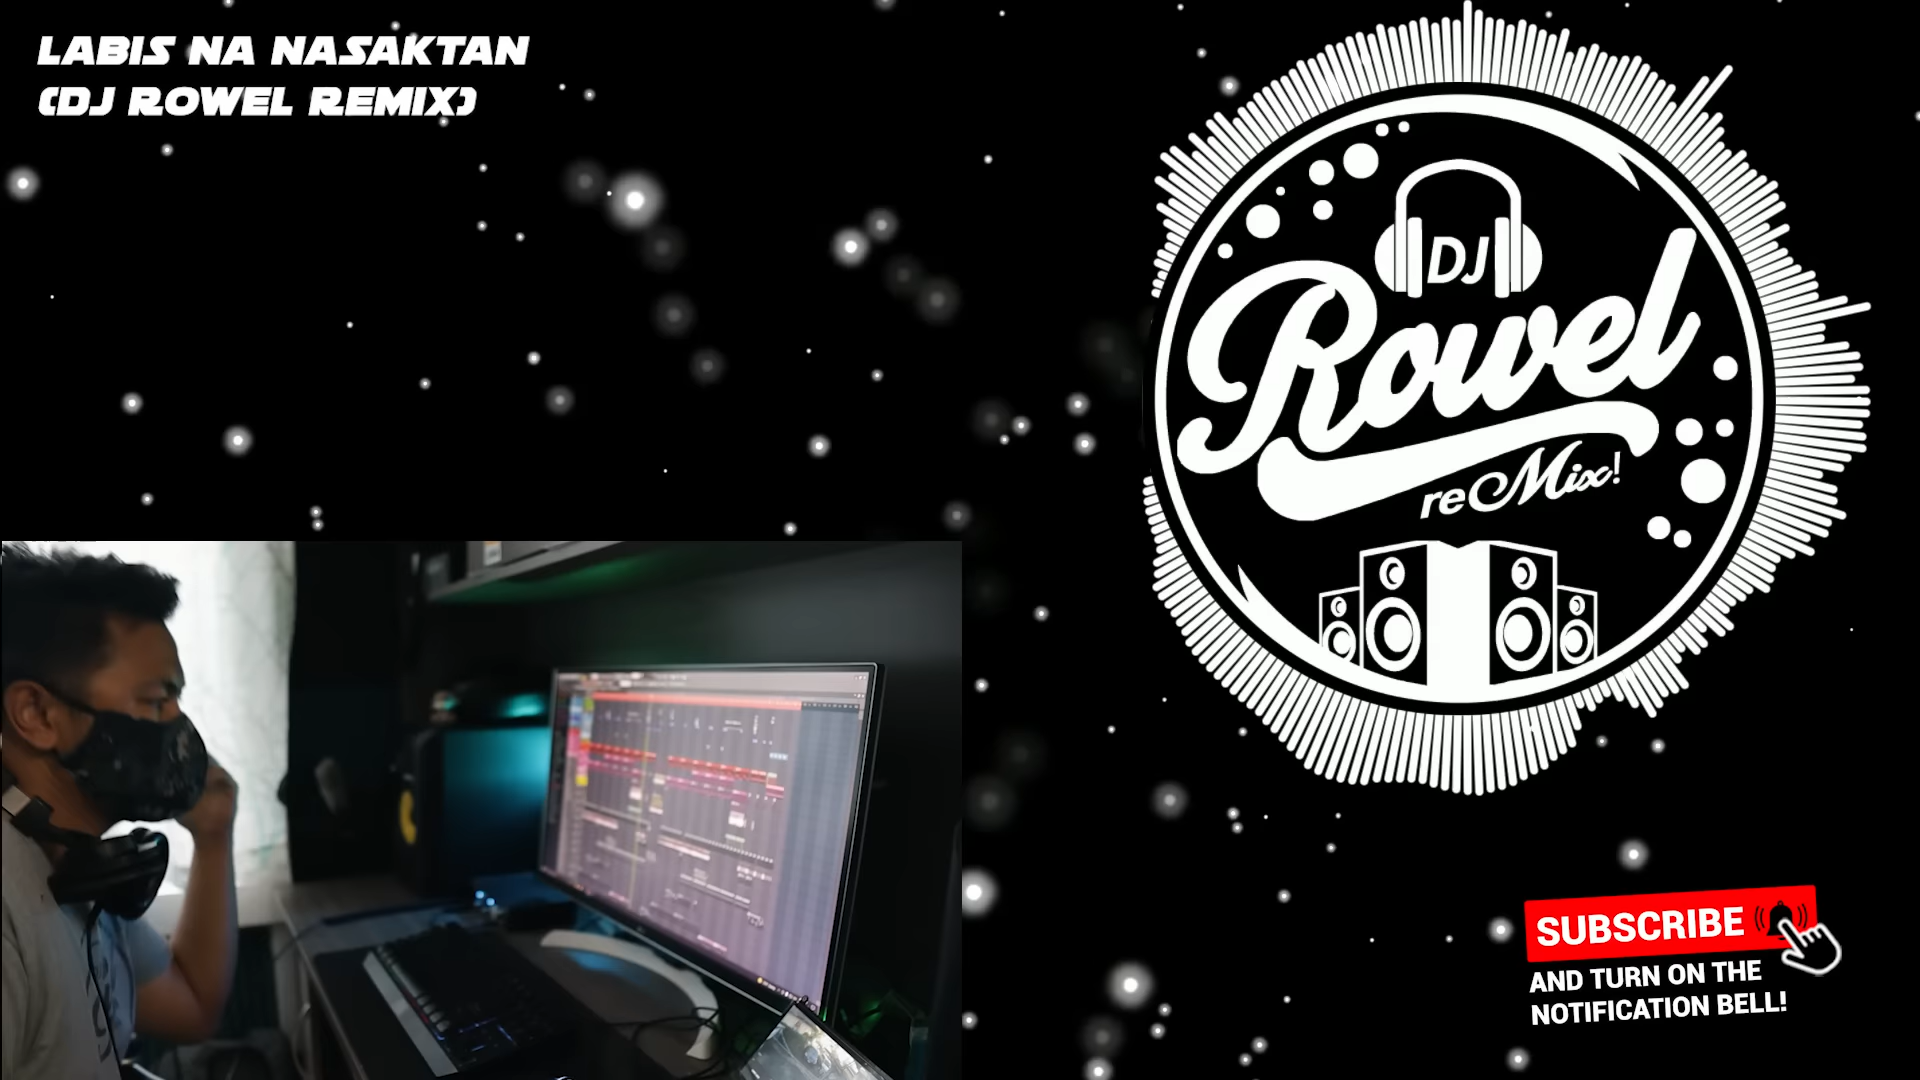 LABIS NA NASAKTAN
(DJ ROWEL REMIX)
DJ
Rowel
reMix!
SUBSCRIBE
AND TURN ON THE
NOTIFICATION BELL!